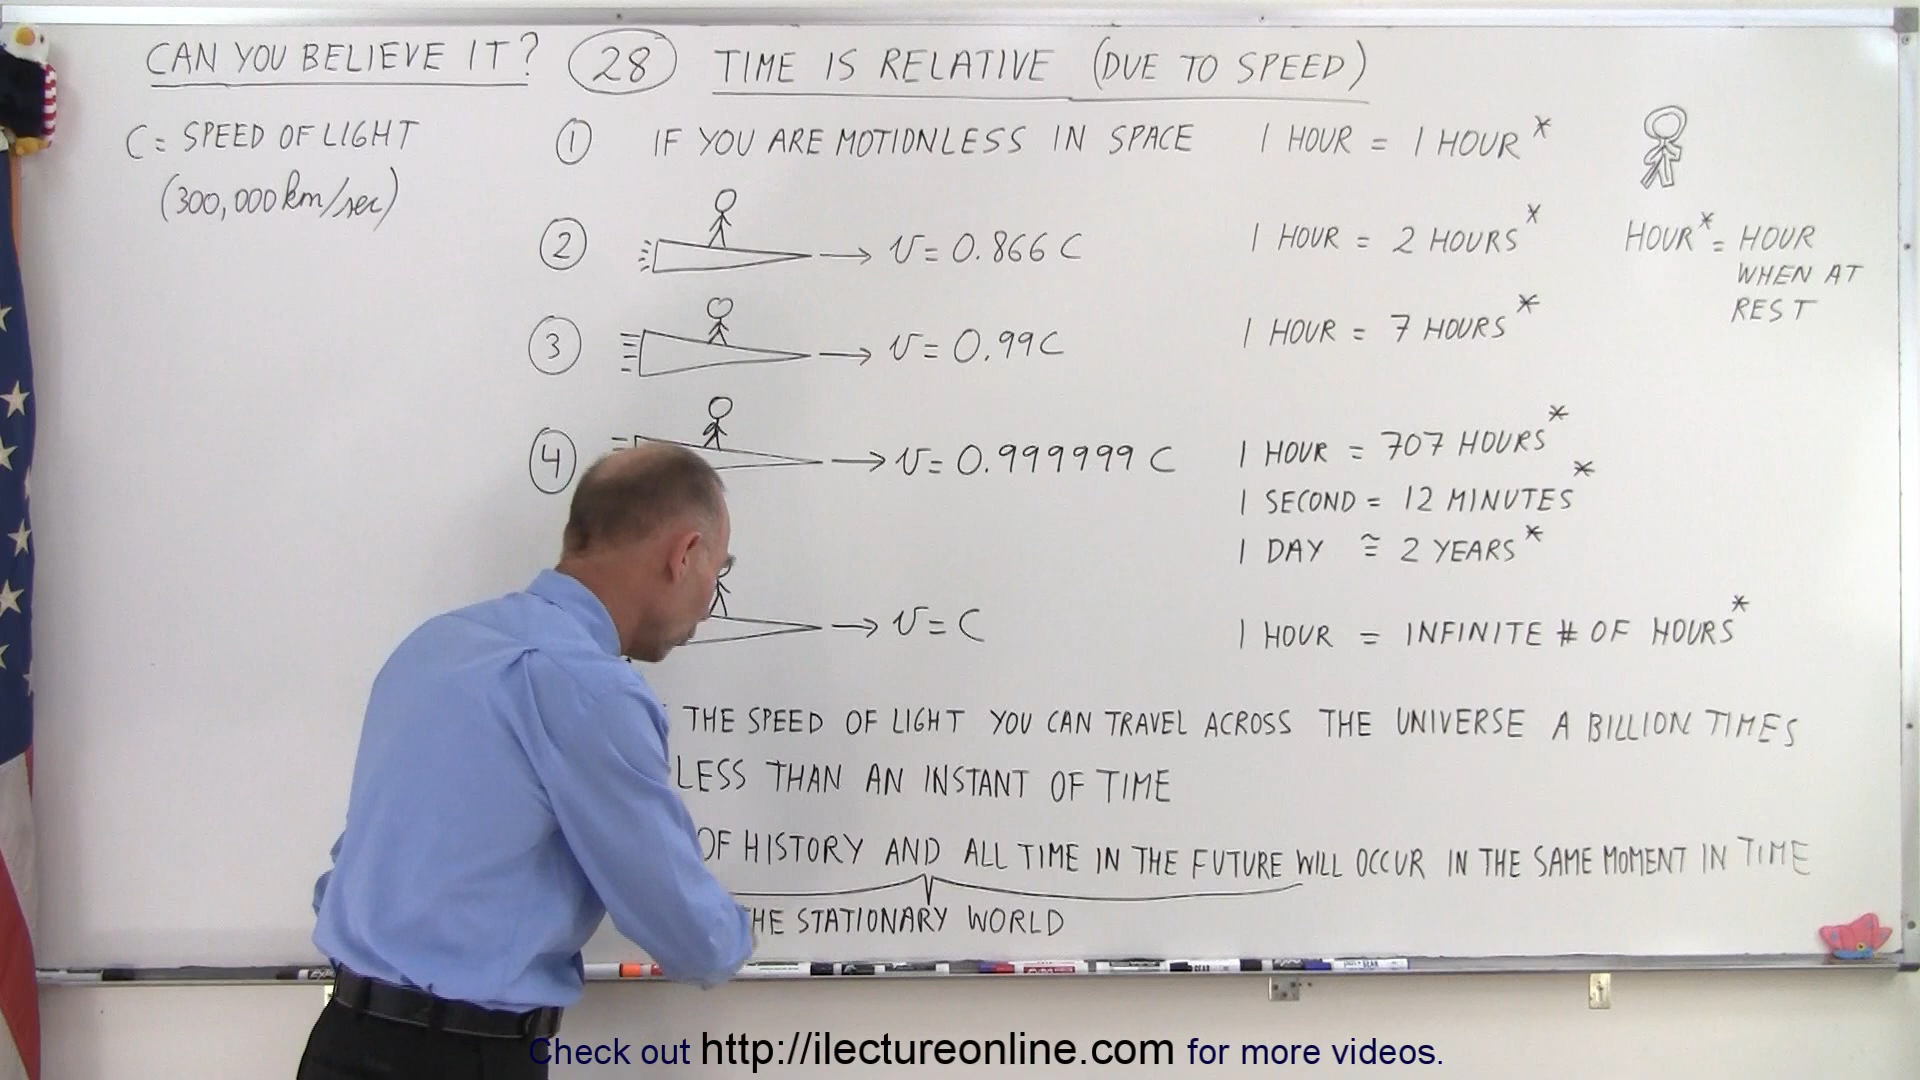 CAN YOU BELIEVE IT? 28 TIME IS RELATIVE (DUE TO SPEED)
C = SPEED OF LIGHT
(300,000 km/sec)
1 IF YOU ARE MOTIONLESS IN SPACE 1 HOUR = 1 HOUR*
2 → v = 0.866 C 1 HOUR = 2 HOURS*
HOUR* = HOUR
WHEN AT
REST
3 → v = 0.99C 1 HOUR = 7 HOURS*
4 → v = 0.999999 C 1 HOUR = 707 HOURS*
1 SECOND = 12 MINUTES*
1 DAY ≅ 2 YEARS*
→ v = C 1 HOUR = INFINITE # OF HOURS*
THE SPEED OF LIGHT YOU CAN TRAVEL ACROSS THE UNIVERSE A BILLION TIMES
LESS THAN AN INSTANT OF TIME
OF HISTORY AND ALL TIME IN THE FUTURE WILL OCCUR IN THE SAME MOMENT IN TIME
THE STATIONARY WORLD
Check out http://ilectureonline.com for more videos.